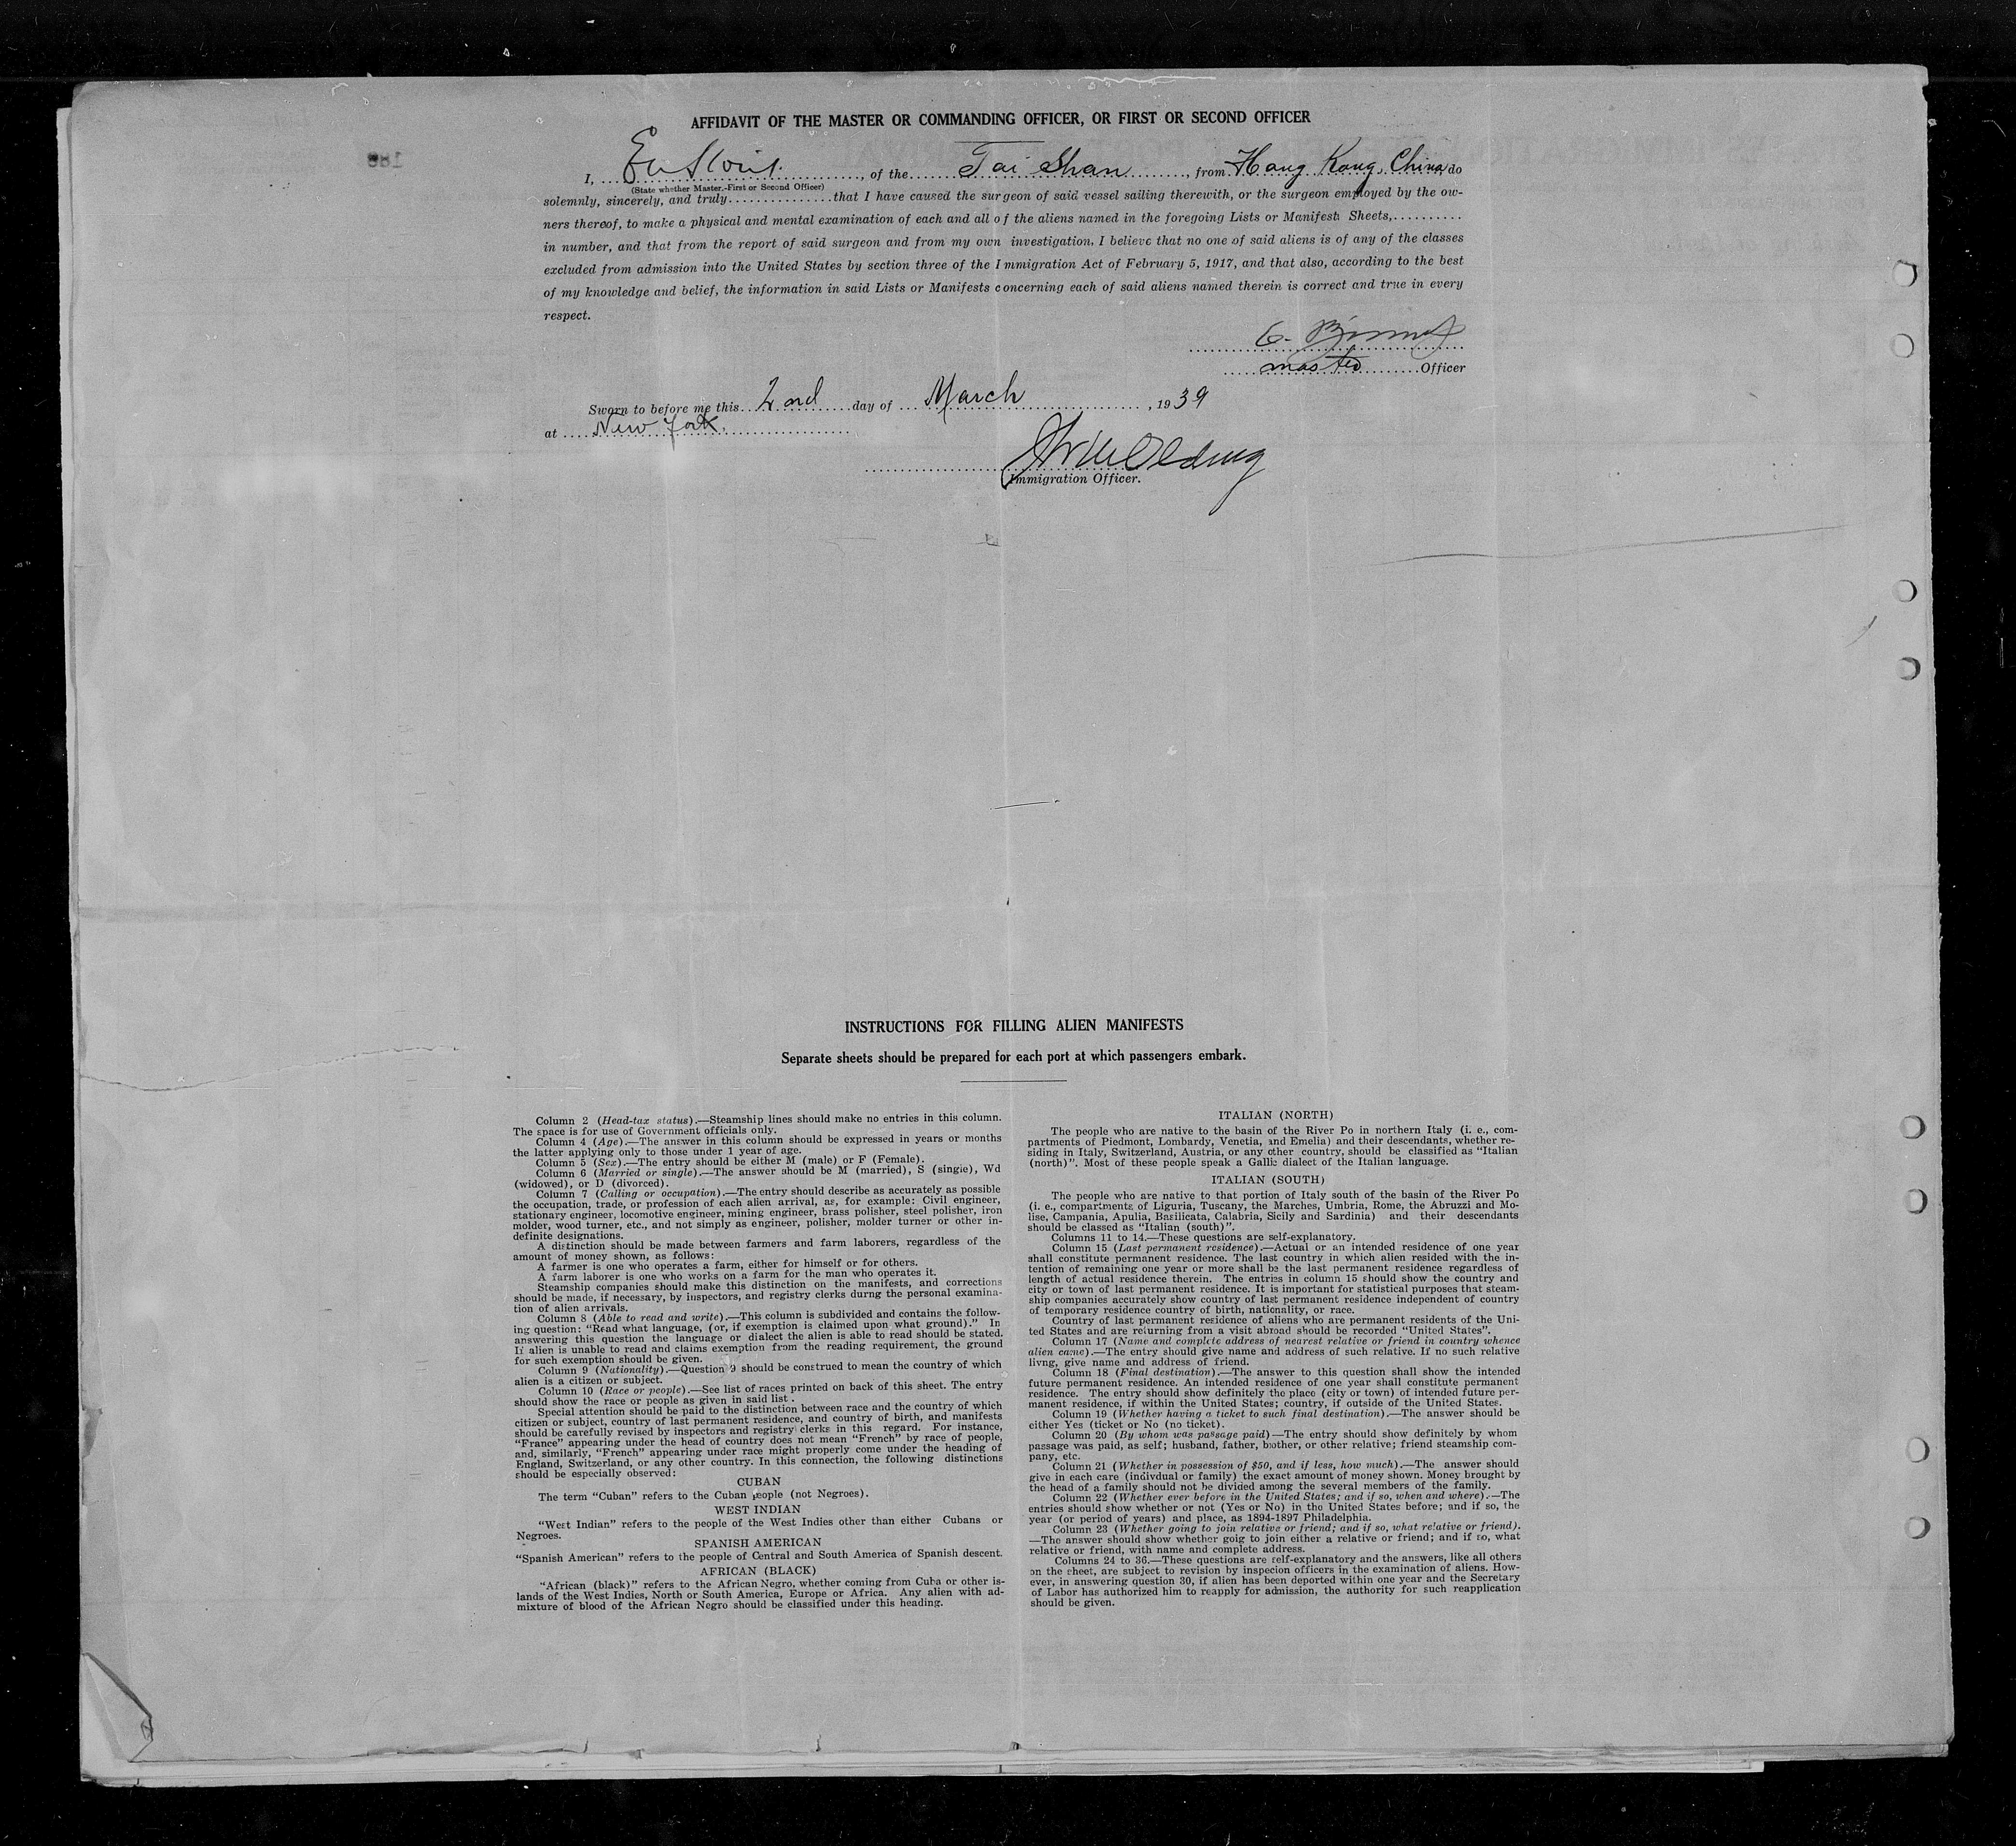 AFFIDAVIT OF THE MASTER OR COMMANDING OFFICER, OR FIRST OR SECOND OFFICER
I, .... , of the Tai Shan , from Hong Kong, China do
(State whether Master, First or Second Officer)
solemnly, sincerely, and truly that I have caused the surgeon of said vessel sailing therewith, or the surgeon employed by the ow-
ners thereof, to make a physical and mental examination of each and all of the aliens named in the foregoing Lists or Manifest Sheets,
in number, and that from the report of said surgeon and from my own investigation, I believe that no one of said aliens is of any of the classes
excluded from admission into the United States by section three of the Immigration Act of February 5, 1917, and that also, according to the best
of my knowledge and belief, the information in said Lists or Manifests concerning each of said aliens named therein is correct and true in every
respect.
master Officer
Sworn to before me this 2nd day of March , 1939
at New York
Immigration Officer.
INSTRUCTIONS FOR FILLING ALIEN MANIFESTS
Separate sheets should be prepared for each port at which passengers embark.
Column 2 (Head-tax status).—Steamship lines should make no entries in this column.
The space is for use of Government officials only.
Column 4 (Age).—The answer in this column should be expressed in years or months
the latter applying only to those under 1 year of age.
Column 5 (Sex).—The entry should be either M (male) or F (Female).
Column 6 (Married or single).—The answer should be M (married), S (single), Wd
(widowed), or D (divorced).
Column 7 (Calling or occupation).—The entry should describe as accurately as possible
the occupation, trade, or profession of each alien arrival, as, for example: Civil engineer,
stationary engineer, locomotive engineer, mining engineer, brass polisher, steel polisher, iron
molder, wood turner, etc., and not simply as engineer, polisher, molder turner or other in-
definite designations.
A distinction should be made between farmers and farm laborers, regardless of the
amount of money shown, as follows:
A farmer is one who operates a farm, either for himself or for others.
A farm laborer is one who works on a farm for the man who operates it.
Steamship companies should make this distinction on the manifests, and corrections
should be made, if necessary, by inspectors, and registry clerks durng the personal examina-
tion of alien arrivals.
Column 8 (Able to read and write).—This column is subdivided and contains the follow-
ing question: "Read what language, (or, if exemption is claimed upon what ground)." In
answering this question the language or dialect the alien is able to read should be stated.
If alien is unable to read and claims exemption from the reading requirement, the ground
for such exemption should be given.
Column 9 (Nationality).—Question 9 should be construed to mean the country of which
alien is a citizen or subject.
Column 10 (Race or people).—See list of races printed on back of this sheet. The entry
should show the race or people as given in said list .
Special attention should be paid to the distinction between race and the country of which
citizen or subject, country of last permanent residence, and country of birth, and manifests
should be carefully revised by inspectors and registry clerks in this regard. For instance,
"France" appearing under the head of country does not mean "French" by race of people,
and, similarly, "French" appearing under race might properly come under the heading of
England, Switzerland, or any other country. In this connection, the following distinctions
should be especially observed:
CUBAN
The term "Cuban" refers to the Cuban people (not Negroes).
WEST INDIAN
"West Indian" refers to the people of the West Indies other than either Cubans or
Negroes.
SPANISH AMERICAN
"Spanish American" refers to the people of Central and South America of Spanish descent.
AFRICAN (BLACK)
"African (black)" refers to the African Negro, whether coming from Cuba or other is-
lands of the West Indies, North or South America, Europe or Africa. Any alien with ad-
mixture of blood of the African Negro should be classified under this heading.
ITALIAN (NORTH)
The people who are native to the basin of the River Po in northern Italy (i. e., com-
partments of Piedmont, Lombardy, Venetia, and Emelia) and their descendants, whether re-
siding in Italy, Switzerland, Austria, or any other country, should be classified as "Italian
(north)". Most of these people speak a Gallic dialect of the Italian language.
ITALIAN (SOUTH)
The people who are native to that portion of Italy south of the basin of the River Po
(i. e., compartments of Liguria, Tuscany, the Marches, Umbria, Rome, the Abruzzi and Mo-
lise, Campania, Apulia, Basilicata, Calabria, Sicily and Sardinia) and their descendants
should be classed as "Italian (south)".
Columns 11 to 14.—These questions are self-explanatory.
Column 15 (Last permanent residence).—Actual or an intended residence of one year
shall constitute permanent residence. The last country in which alien resided with the in-
tention of remaining one year or more shall be the last permanent residence regardless of
length of actual residence therein. The entries in column 15 should show the country and
city or town of last permanent residence. It is important for statistical purposes that steam-
ship companies accurately show country of last permanent residence independent of country
of temporary residence country of birth, nationality, or race.
Country of last permanent residence of aliens who are permanent residents of the Uni-
ted States and are returning from a visit abroad should be recorded "United States".
Column 17 (Name and complete address of nearest relative or friend in country whence
alien came).—The entry should give name and address of such relative. If no such relative
livng, give name and address of friend.
Column 18 (Final destination).—The answer to this question shall show the intended
future permanent residence. An intended residence of one year shall constitute permanent
residence. The entry should show definitely the place (city or town) of intended future per-
manent residence, if within the United States; country, if outside of the United States.
Column 19 (Whether having a ticket to such final destination).—The answer should be
either Yes (ticket or No (no ticket).
Column 20 (By whom was passage paid)—The entry should show definitely by whom
passage was paid, as self; husband, father, brother, or other relative; friend steamship com-
pany, etc.
Column 21 (Whether in possession of $50, and if less, how much).—The answer should
give in each care (indivdual or family) the exact amount of money shown. Money brought by
the head of a family should not be divided among the several members of the family.
Column 22 (Whether ever before in the United States; and if so, when and where).—The
entries should show whether or not (Yes or No) in the United States before; and if so, the
year (or period of years) and place, as 1894-1897 Philadelphia.
Column 23 (Whether going to join relative or friend; and if so, what relative or friend).
—The answer should show whether goig to join either a relative or friend; and if so, what
relative or friend, with name and complete address.
Columns 24 to 36.—These questions are self-explanatory and the answers, like all others
on the sheet, are subject to revision by inspecion officers in the examination of aliens. How-
ever, in answering question 30, if alien has been deported within one year and the Secretary
of Labor has authorized him to reapply for admission, the authority for such reapplication
should be given.